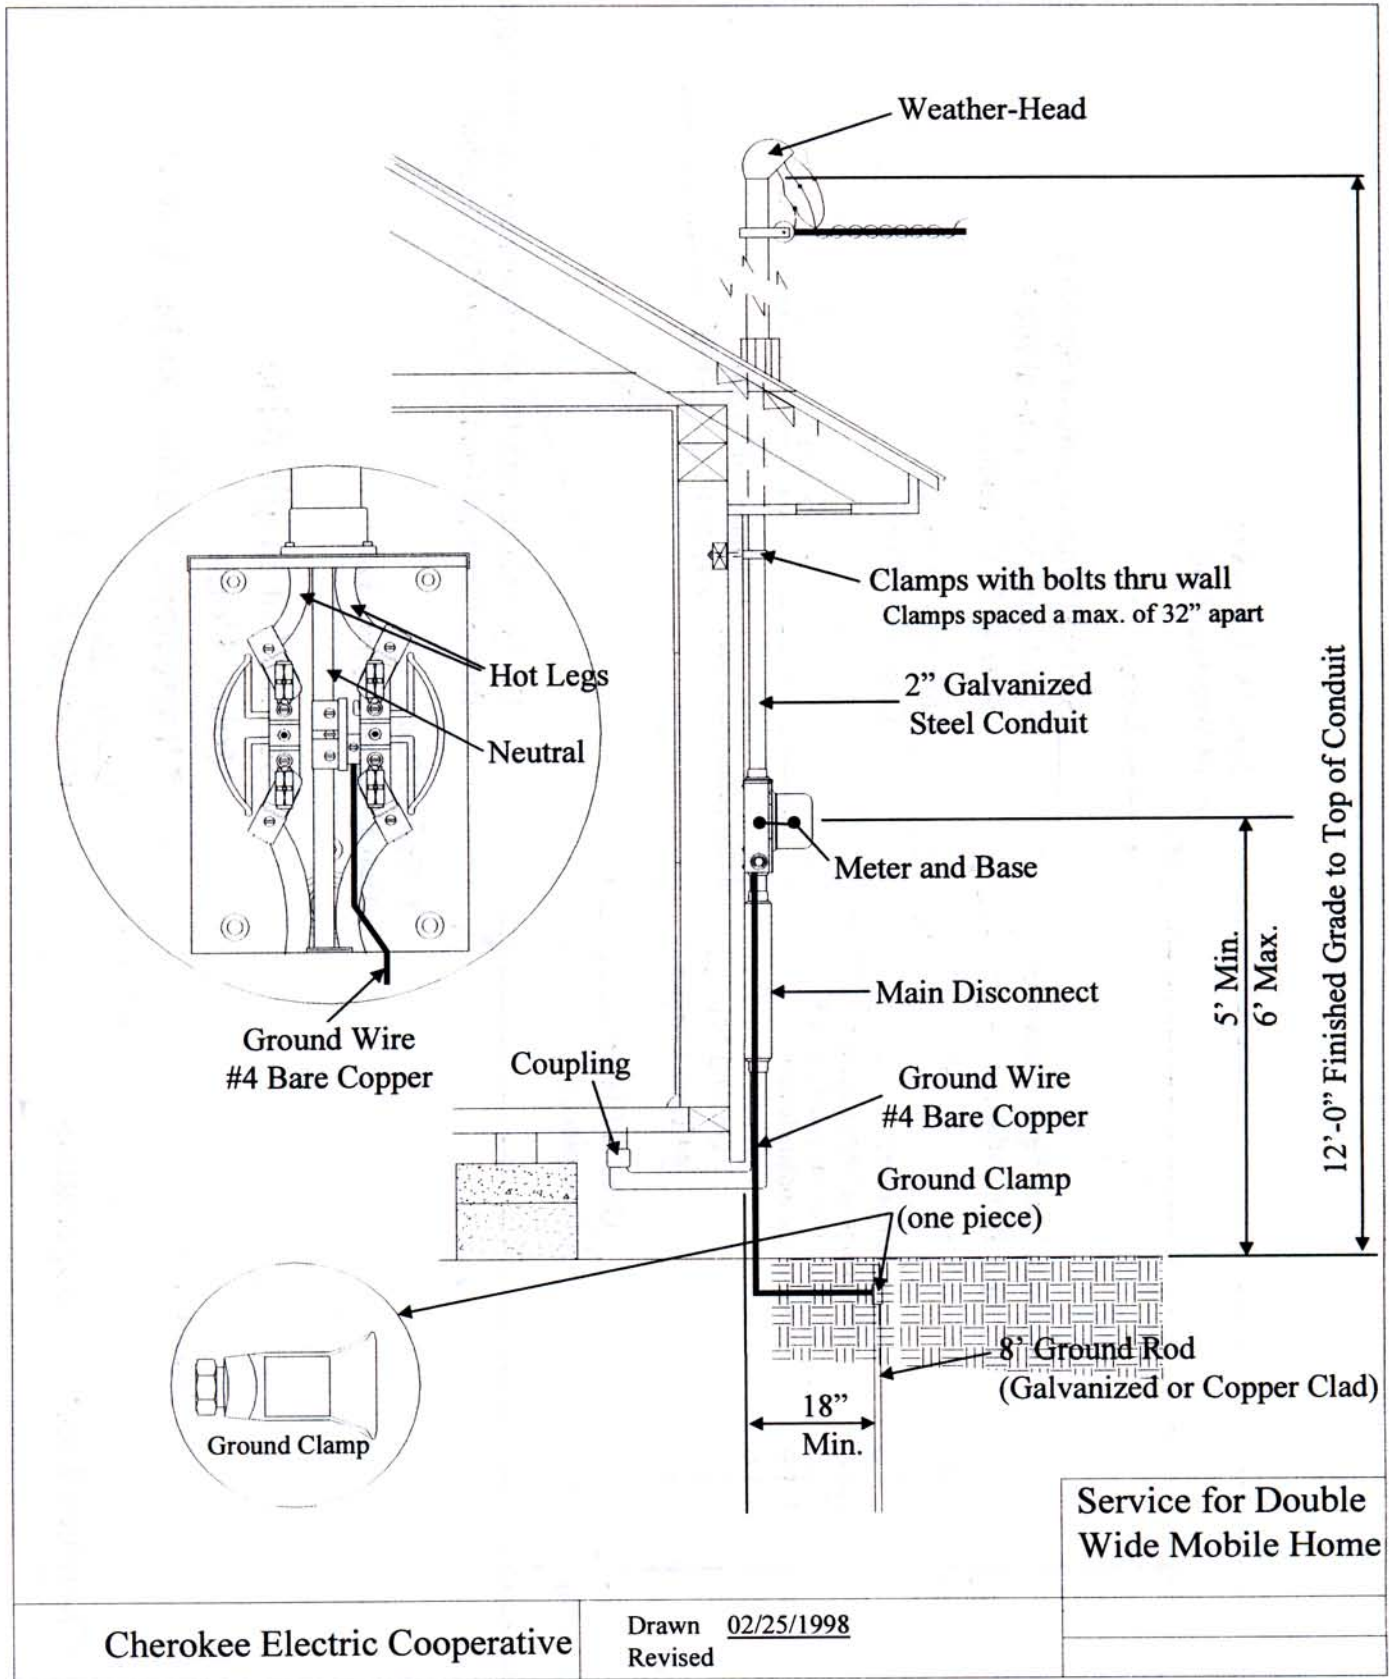 Weather-Head
Clamps with bolts thru wall
Clamps spaced a max. of 32” apart
Hot Legs
2” Galvanized
Steel Conduit
Neutral
12’-0” Finished Grade to Top of Conduit
Meter and Base
5’ Min.
6’ Max.
Main Disconnect
Ground Wire
#4 Bare Copper
Coupling
Ground Wire
#4 Bare Copper
Ground Clamp
(one piece)
8’ Ground Rod
(Galvanized or Copper Clad)
18”
Min.
Ground Clamp
Service for Double
Wide Mobile Home
Cherokee Electric Cooperative
Drawn 02/25/1998
Revised